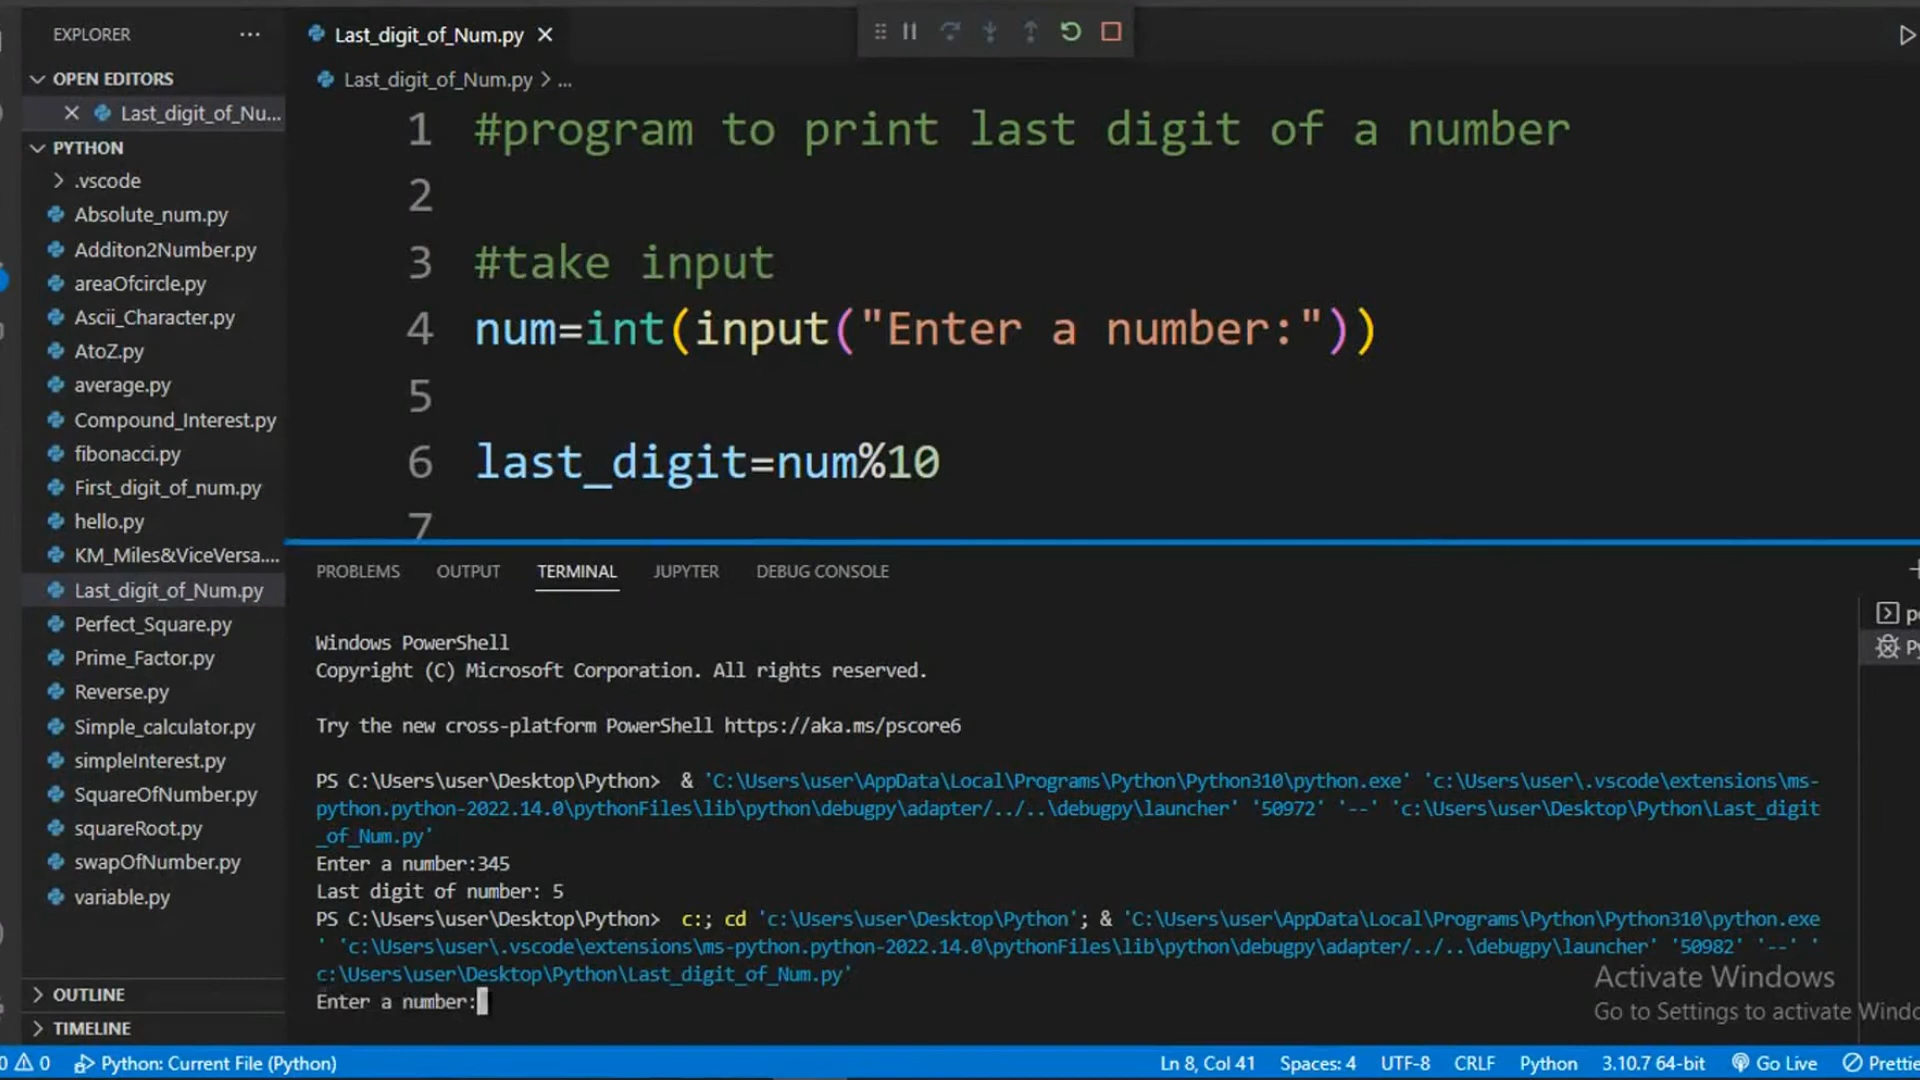 EXPLORER
...
OPEN EDITORS
Last_digit_of_Nu...
PYTHON
.vscode
Absolute_num.py
Additon2Number.py
areaOfcircle.py
Ascii_Character.py
AtoZ.py
average.py
Compound_Interest.py
fibonacci.py
First_digit_of_num.py
hello.py
KM_Miles&ViceVersa....
Last_digit_of_Num.py
Perfect_Square.py
Prime_Factor.py
Reverse.py
Simple_calculator.py
simpleInterest.py
SquareOfNumber.py
squareRoot.py
swapOfNumber.py
variable.py
OUTLINE
TIMELINE
Last_digit_of_Num.py
Last_digit_of_Num.py > ...
1 #program to print last digit of a number
2
3 #take input
4 num=int(input("Enter a number:"))
5
6 last_digit=num%10
7
PROBLEMS OUTPUT TERMINAL JUPYTER DEBUG CONSOLE
Windows PowerShell
Copyright (C) Microsoft Corporation. All rights reserved.
Try the new cross-platform PowerShell https://aka.ms/pscore6
PS C:\Users\user\Desktop\Python> & 'C:\Users\user\AppData\Local\Programs\Python\Python310\python.exe' 'c:\Users\user\.vscode\extensions\ms-
python.python-2022.14.0\pythonFiles\lib\python\debugpy\adapter/../..\debugpy\launcher' '50972' '--' 'c:\Users\user\Desktop\Python\Last_digit
_of_Num.py'
Enter a number:345
Last digit of number: 5
PS C:\Users\user\Desktop\Python> c:; cd 'c:\Users\user\Desktop\Python'; & 'C:\Users\user\AppData\Local\Programs\Python\Python310\python.exe
' 'c:\Users\user\.vscode\extensions\ms-python.python-2022.14.0\pythonFiles\lib\python\debugpy\adapter/../..\debugpy\launcher' '50982' '--' '
c:\Users\user\Desktop\Python\Last_digit_of_Num.py'
Enter a number:
Activate Windows
Go to Settings to activate Windo
0 0 Python: Current File (Python) Ln 8, Col 41 Spaces: 4 UTF-8 CRLF Python 3.10.7 64-bit Go Live Prettie